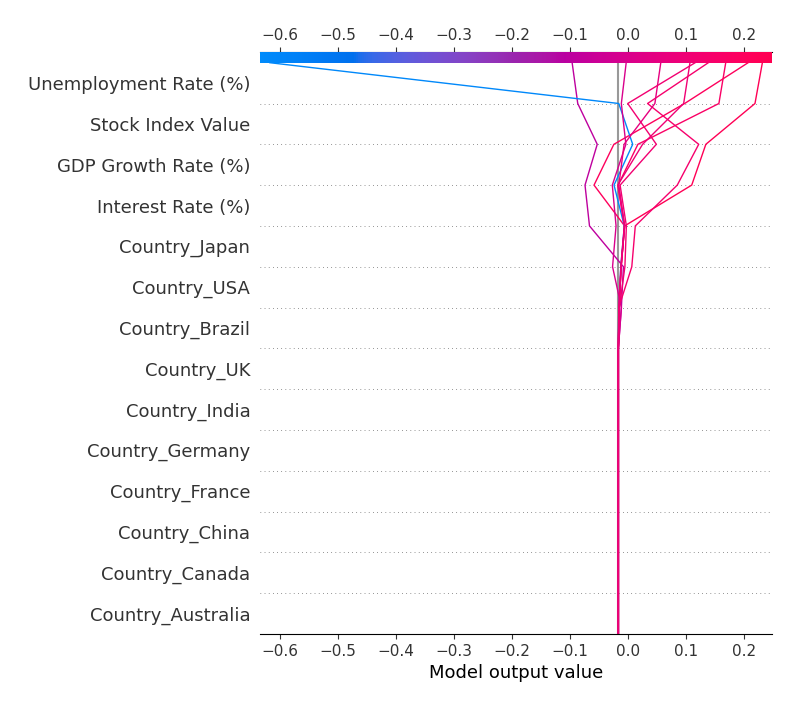 −0.6 −0.5 −0.4 −0.3 −0.2 −0.1 0.0 0.1 0.2
Unemployment Rate (%)
Stock Index Value
GDP Growth Rate (%)
Interest Rate (%)
Country_Japan
Country_USA
Country_Brazil
Country_UK
Country_India
Country_Germany
Country_France
Country_China
Country_Canada
Country_Australia
−0.6 −0.5 −0.4 −0.3 −0.2 −0.1 0.0 0.1 0.2
Model output value